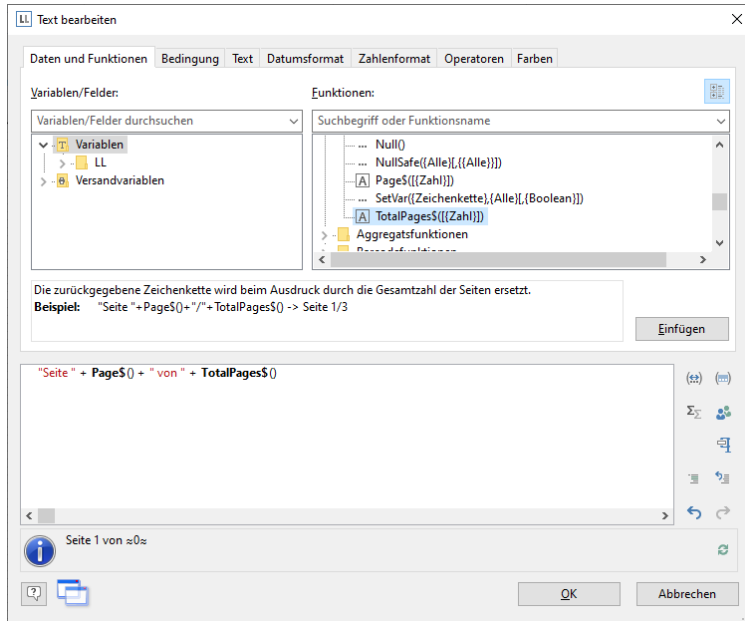 LL Text bearbeiten
Daten und Funktionen Bedingung Text Datumsformat Zahlenformat Operatoren Farben
Variablen/Felder: Funktionen:
Variablen/Felder durchsuchen Suchbegriff oder Funktionsname
T Variablen ... Null()
LL ... NullSafe({Alle}[,{{Alle}}])
Versandvariablen A Page$([{Zahl}])
... SetVar({Zeichenkette},{Alle}[,{Boolean}])
A TotalPages$([{Zahl}])
Aggregatsfunktionen
Die zurückgegebene Zeichenkette wird beim Ausdruck durch die Gesamtzahl der Seiten ersetzt.
Beispiel: "Seite "+Page$()+"/"+TotalPages$() -> Seite 1/3
Einfügen
"Seite " + Page$() + " von " + TotalPages$()
Seite 1 von ≈0≈
OK Abbrechen